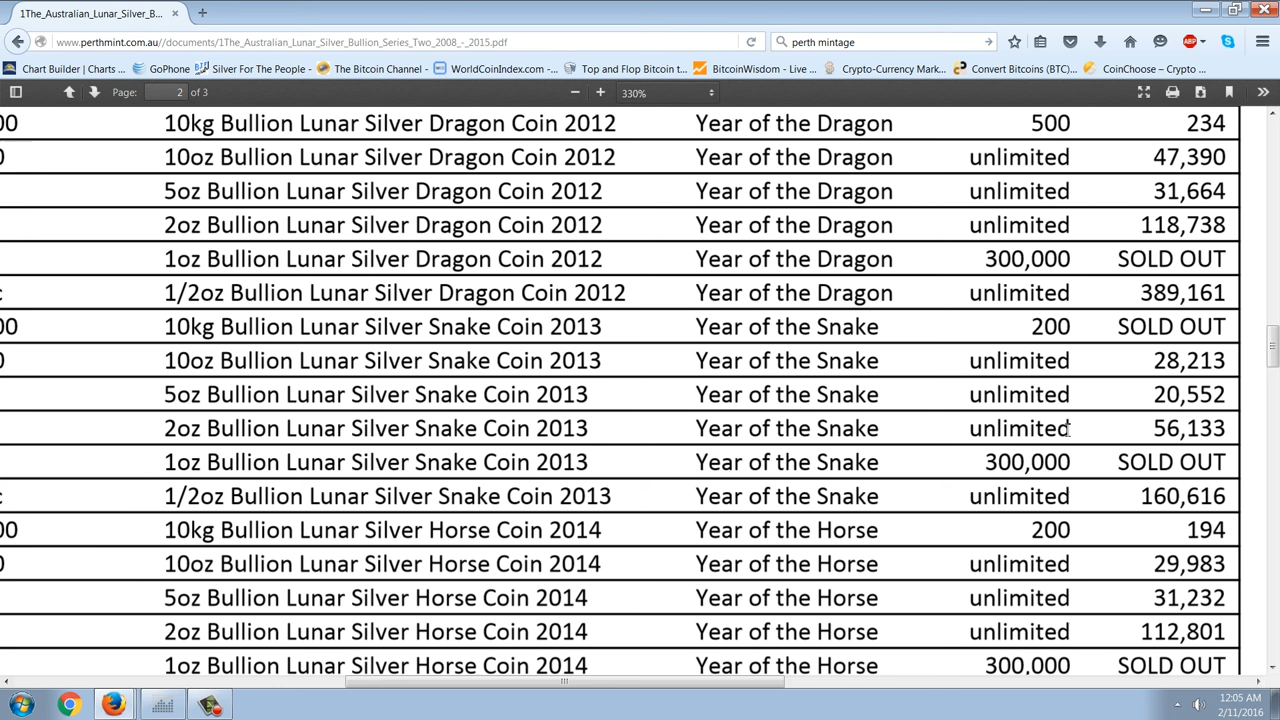 1The_Australian_Lunar_Silver_B...
www.perthmint.com.au//documents/1The_Australian_Lunar_Silver_Bullion_Series_Two_2008_-_2015.pdf
perth mintage
ABP
Chart Builder | Charts ... GoPhone Silver For The People - The Bitcoin Channel - WorldCoinIndex.com -... Top and Flop Bitcoin t... BitcoinWisdom - Live ... Crypto-Currency Mark... Convert Bitcoins (BTC)... CoinChoose – Crypto ...
Page: 2 of 3 330%
00 10kg Bullion Lunar Silver Dragon Coin 2012 Year of the Dragon 500 234
0 10oz Bullion Lunar Silver Dragon Coin 2012 Year of the Dragon unlimited 47,390
5oz Bullion Lunar Silver Dragon Coin 2012 Year of the Dragon unlimited 31,664
2oz Bullion Lunar Silver Dragon Coin 2012 Year of the Dragon unlimited 118,738
1oz Bullion Lunar Silver Dragon Coin 2012 Year of the Dragon 300,000 SOLD OUT
c 1/2oz Bullion Lunar Silver Dragon Coin 2012 Year of the Dragon unlimited 389,161
00 10kg Bullion Lunar Silver Snake Coin 2013 Year of the Snake 200 SOLD OUT
0 10oz Bullion Lunar Silver Snake Coin 2013 Year of the Snake unlimited 28,213
5oz Bullion Lunar Silver Snake Coin 2013 Year of the Snake unlimited 20,552
2oz Bullion Lunar Silver Snake Coin 2013 Year of the Snake unlimited 56,133
1oz Bullion Lunar Silver Snake Coin 2013 Year of the Snake 300,000 SOLD OUT
c 1/2oz Bullion Lunar Silver Snake Coin 2013 Year of the Snake unlimited 160,616
00 10kg Bullion Lunar Silver Horse Coin 2014 Year of the Horse 200 194
0 10oz Bullion Lunar Silver Horse Coin 2014 Year of the Horse unlimited 29,983
5oz Bullion Lunar Silver Horse Coin 2014 Year of the Horse unlimited 31,232
2oz Bullion Lunar Silver Horse Coin 2014 Year of the Horse unlimited 112,801
1oz Bullion Lunar Silver Horse Coin 2014 Year of the Horse 300,000 SOLD OUT
12:05 AM
2/11/2016